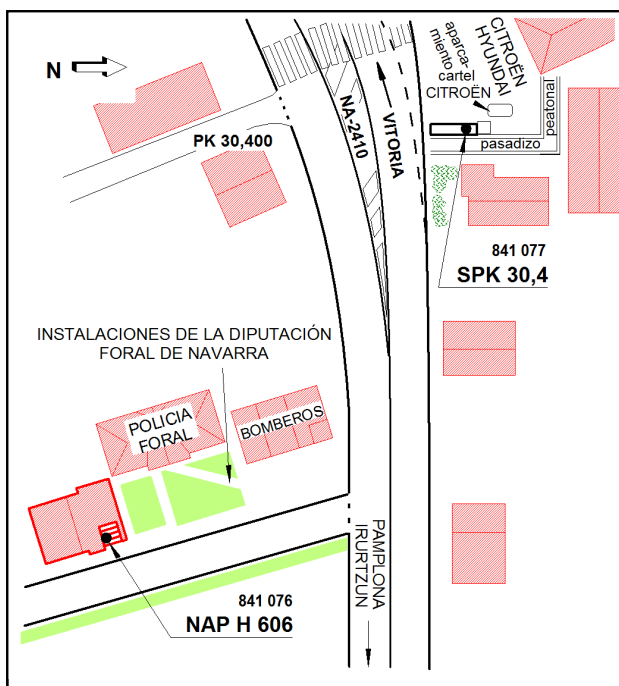 N
PK 30,400
NA-2410
VITORIA
aparca-
miento
cartel
CITROËN
CITROËN
HYUNDAI
peatonal
pasadizo
841 077
SPK 30,4
INSTALACIONES DE LA DIPUTACIÓN
FORAL DE NAVARRA
POLICIA
FORAL
BOMBEROS
PAMPLONA
IRURTZUN
841 076
NAP H 606